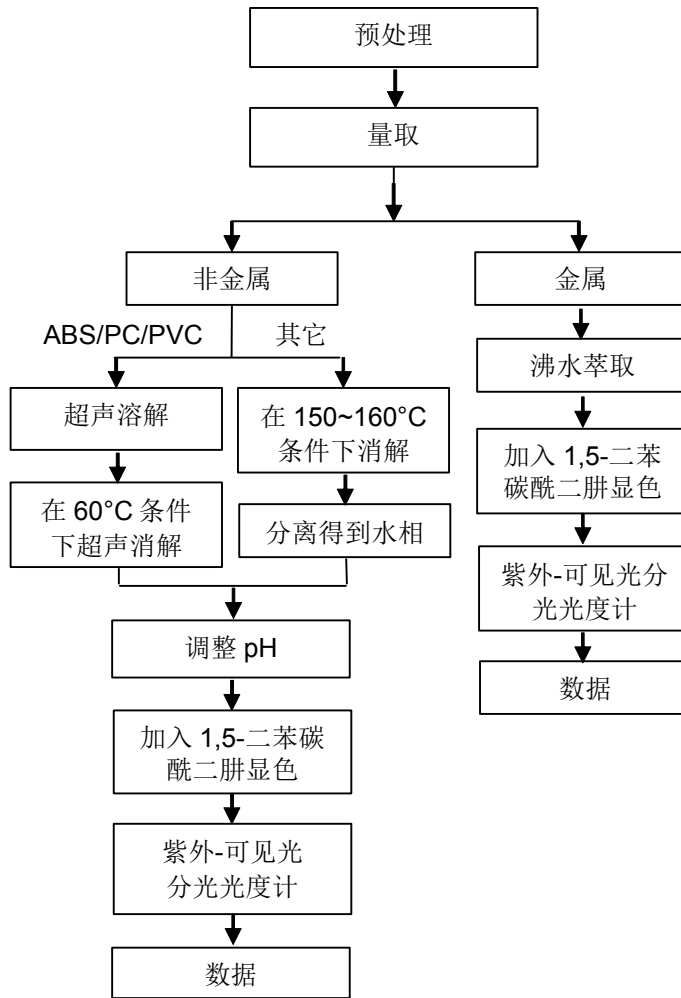 预处理
量取
非金属
金属
ABS/PC/PVC
其它
沸水萃取
超声溶解
在 150~160°C
条件下消解
加入 1,5-二苯
碳酰二肼显色
在 60°C 条件
下超声消解
分离得到水相
紫外-可见光分
光光度计
调整 pH
数据
加入 1,5-二苯碳
酰二肼显色
紫外-可见光
分光光度计
数据